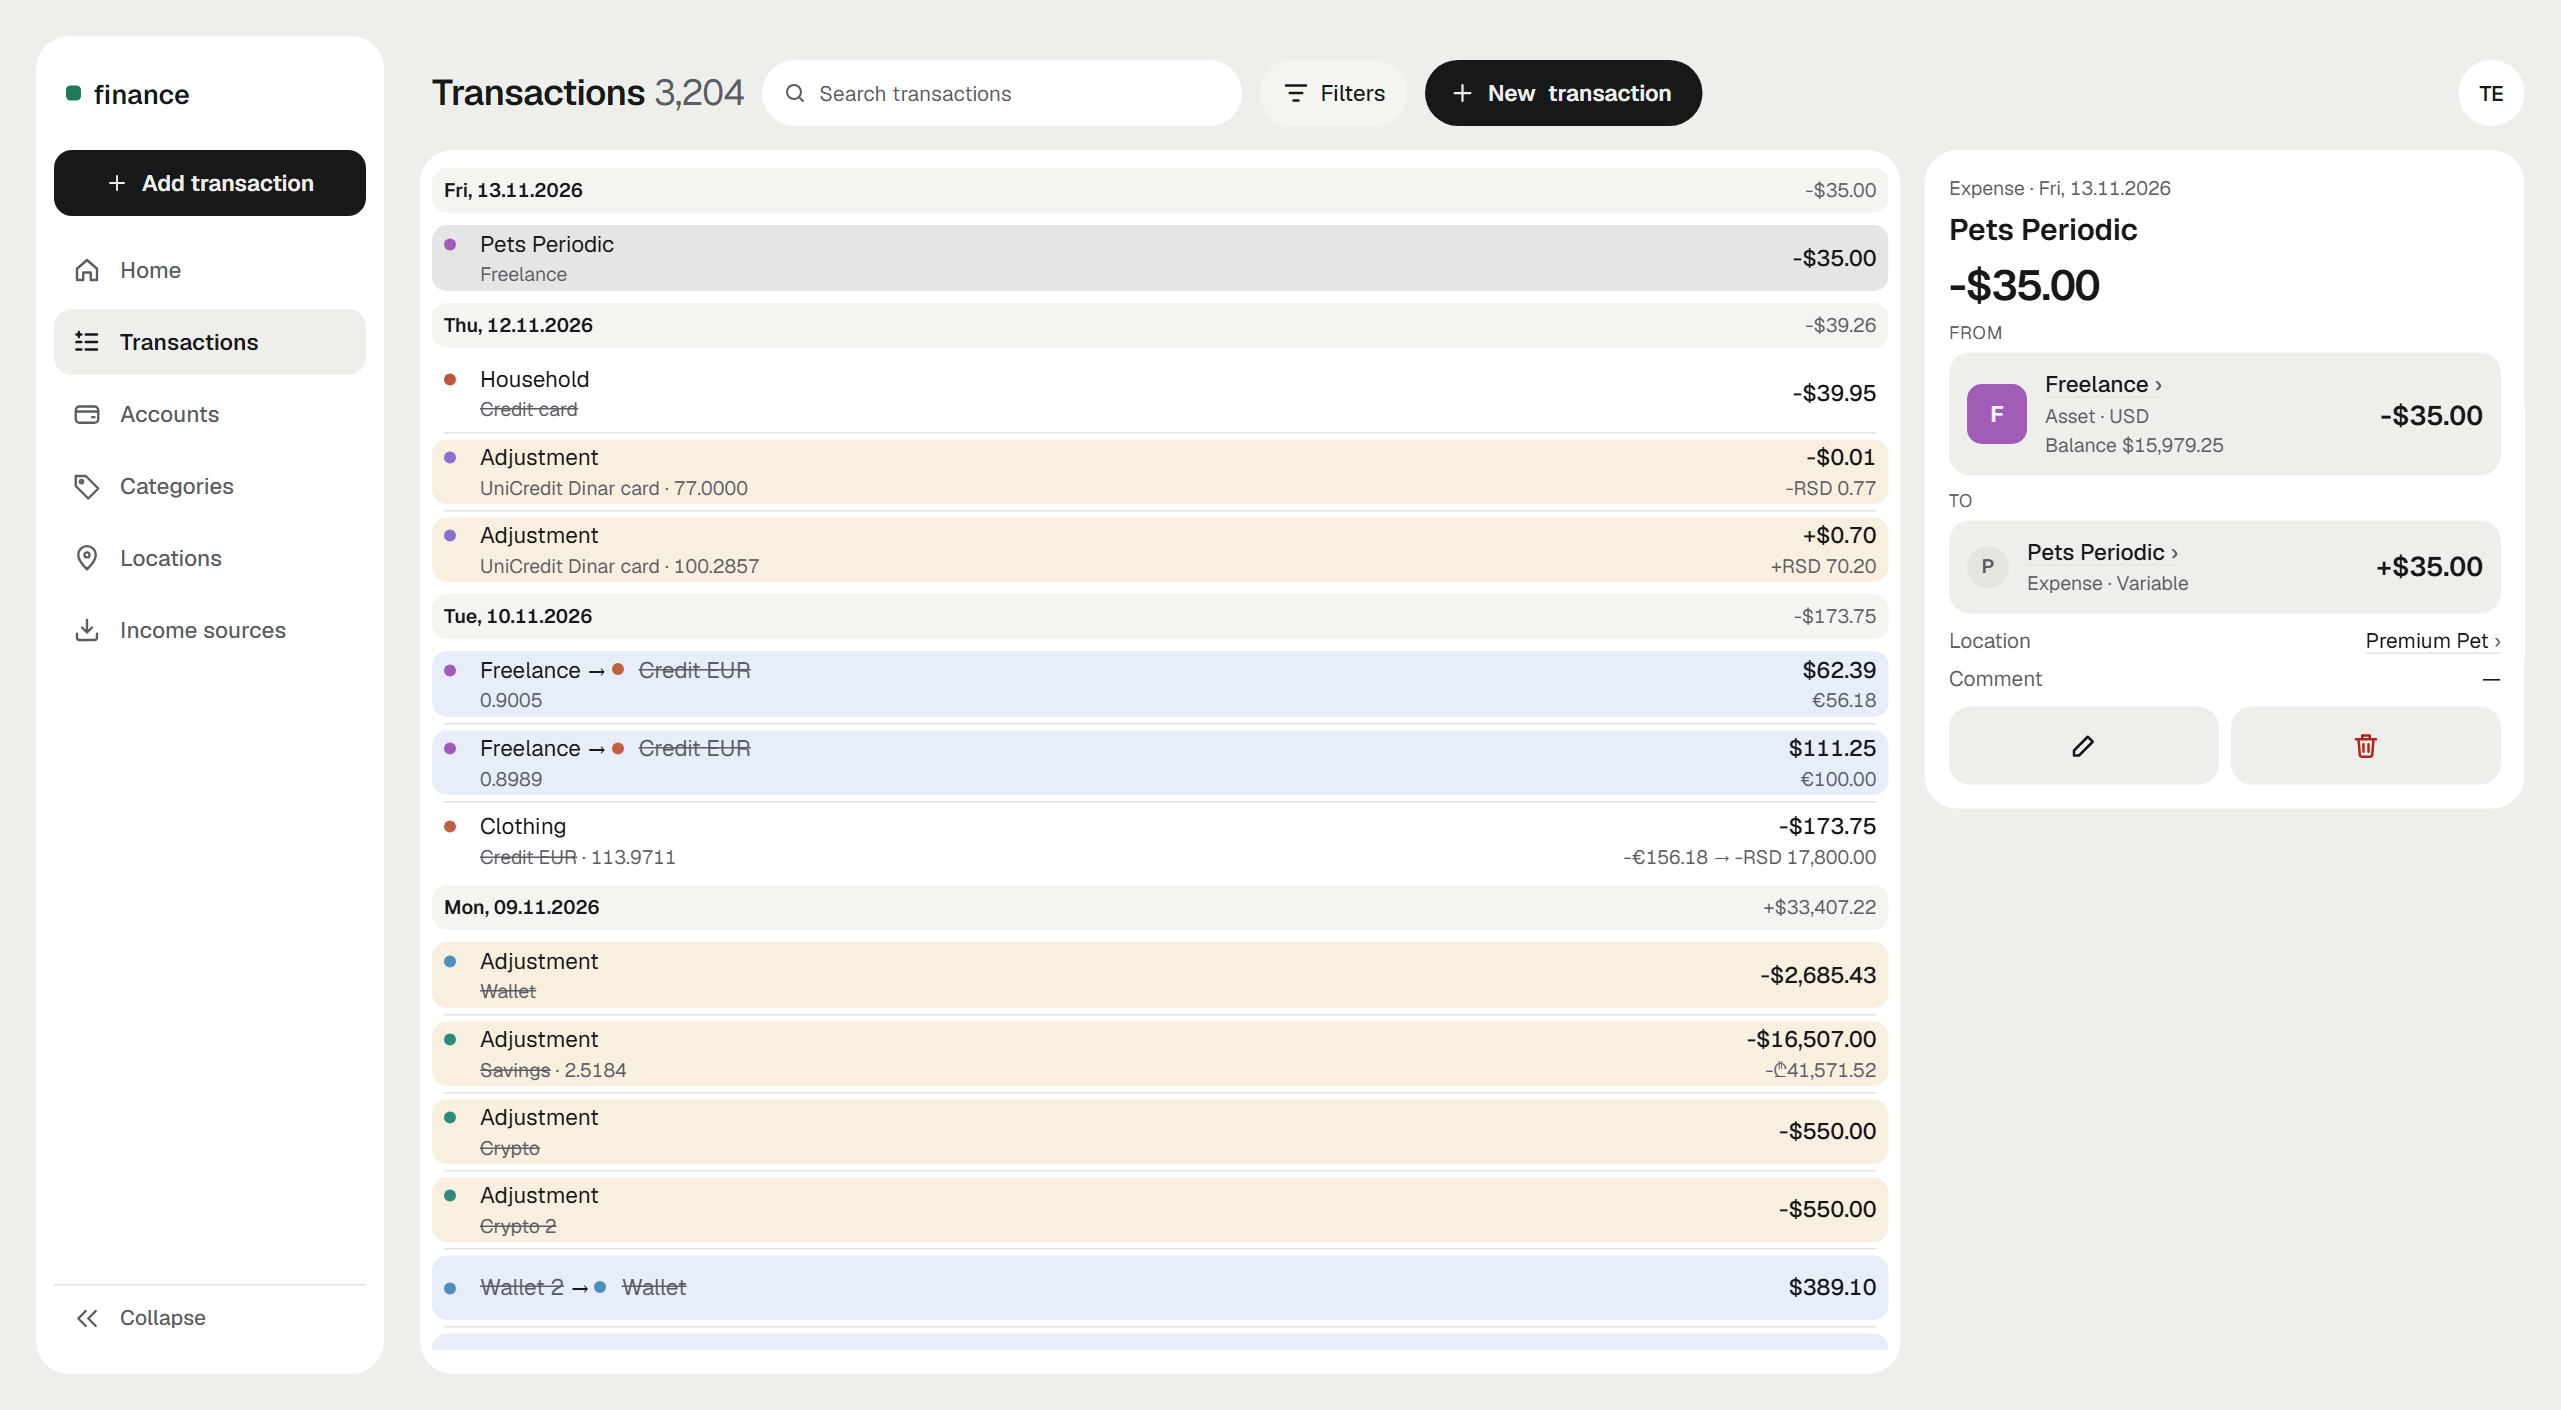 finance
Add transaction
Home
Transactions
Accounts
Categories
Locations
Income sources
Collapse
Transactions 3,204
Search transactions
Filters
New transaction
TE
Fri, 13.11.2026 -$35.00
Pets Periodic
Freelance
-$35.00
Thu, 12.11.2026 -$39.26
Household
Credit card
-$39.95
Adjustment -$0.01
UniCredit Dinar card · 77.0000 -RSD 0.77
Adjustment +$0.70
UniCredit Dinar card · 100.2857 +RSD 70.20
Tue, 10.11.2026 -$173.75
Freelance → Credit EUR $62.39
0.9005 €56.18
Freelance → Credit EUR $111.25
0.8989 €100.00
Clothing -$173.75
Credit EUR · 113.9711 -€156.18 → -RSD 17,800.00
Mon, 09.11.2026 +$33,407.22
Adjustment
Wallet
-$2,685.43
Adjustment -$16,507.00
Savings · 2.5184 -₾41,571.52
Adjustment
Crypto
-$550.00
Adjustment
Crypto 2
-$550.00
Wallet 2 → Wallet $389.10
Expense · Fri, 13.11.2026
Pets Periodic
-$35.00
FROM
F
Freelance ›
Asset · USD
Balance $15,979.25
-$35.00
TO
P
Pets Periodic ›
Expense · Variable
+$35.00
Location Premium Pet ›
Comment —